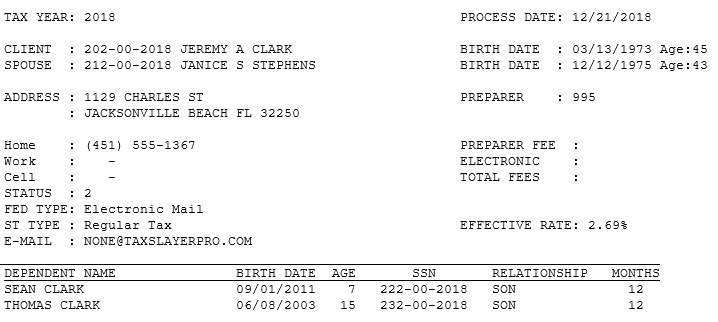 TAX YEAR: 2018 PROCESS DATE: 12/21/2018
CLIENT : 202-00-2018 JEREMY A CLARK BIRTH DATE : 03/13/1973 Age:45
SPOUSE : 212-00-2018 JANICE S STEPHENS BIRTH DATE : 12/12/1975 Age:43
ADDRESS : 1129 CHARLES ST PREPARER : 995
: JACKSONVILLE BEACH FL 32250
Home : (451) 555-1367 PREPARER FEE :
Work : - ELECTRONIC :
Cell : - TOTAL FEES :
STATUS : 2
FED TYPE: Electronic Mail
ST TYPE : Regular Tax EFFECTIVE RATE: 2.69%
E-MAIL : NONE@TAXSLAYERPRO.COM
DEPENDENT NAME BIRTH DATE AGE SSN RELATIONSHIP MONTHS
SEAN CLARK 09/01/2011 7 222-00-2018 SON 12
THOMAS CLARK 06/08/2003 15 232-00-2018 SON 12